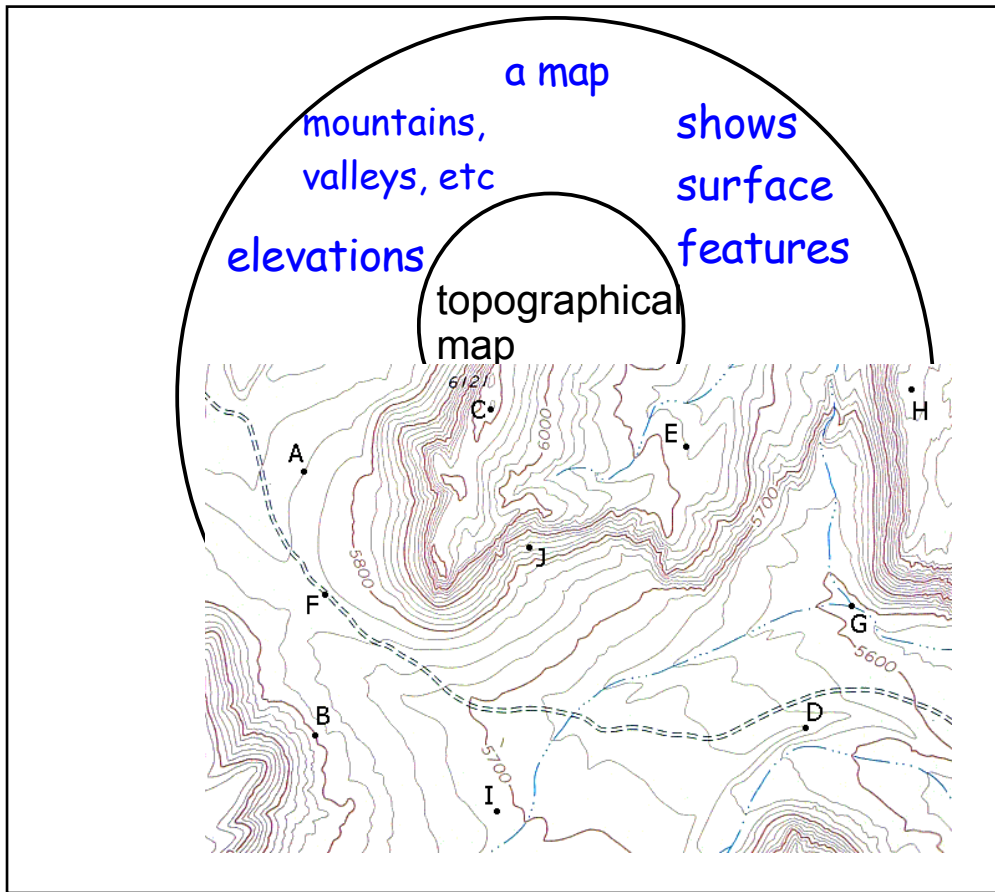 a map
mountains,
valleys, etc
shows
surface
features
elevations
topographical
map
6121
C
6000
E
H
A
5700
J
5800
F
G
5600
B
D
5700
I